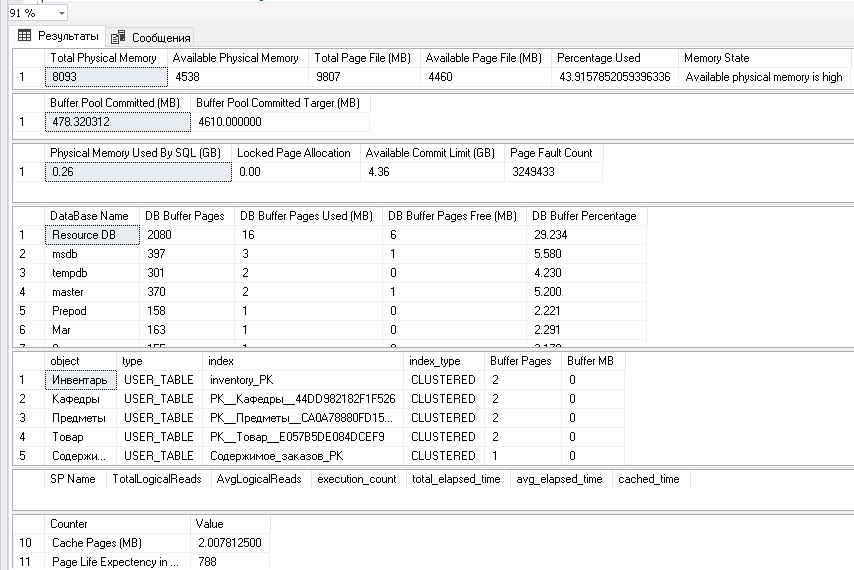 91 %
Результаты Сообщения
Total Physical Memory Available Physical Memory Total Page File (MB) Available Page File (MB) Percentage Used Memory State
1 8093 4538 9807 4460 43.9157852059396336 Available physical memory is high
Buffer Pool Committed (MB) Buffer Pool Committed Targer (MB)
1 478.320312 4610.000000
Physical Memory Used By SQL (GB) Locked Page Allocation Available Commit Limit (GB) Page Fault Count
1 0.26 0.00 4.36 3249433
DataBase Name DB Buffer Pages DB Buffer Pages Used (MB) DB Buffer Pages Free (MB) DB Buffer Percentage
1 Resource DB 2080 16 6 29.234
2 msdb 397 3 1 5.580
3 tempdb 301 2 0 4.230
4 master 370 2 1 5.200
5 Prepod 158 1 0 2.221
6 Mar 163 1 0 2.291
object type index index_type Buffer Pages Buffer MB
1 Инвентарь USER_TABLE inventory_PK CLUSTERED 2 0
2 Кафедры USER_TABLE PK__Кафедры__44DD982182F1F526 CLUSTERED 2 0
3 Предметы USER_TABLE PK__Предметы__CA0A78880FD15... CLUSTERED 2 0
4 Товар USER_TABLE PK__Товар__E057B5DE084DCEF9 CLUSTERED 2 0
5 Содержи... USER_TABLE Содержимое_заказов_PK CLUSTERED 1 0
SP Name TotalLogicalReads AvgLogicalReads execution_count total_elapsed_time avg_elapsed_time cached_time
Counter Value
10 Cache Pages (MB) 2.007812500
11 Page Life Expectency in ... 788